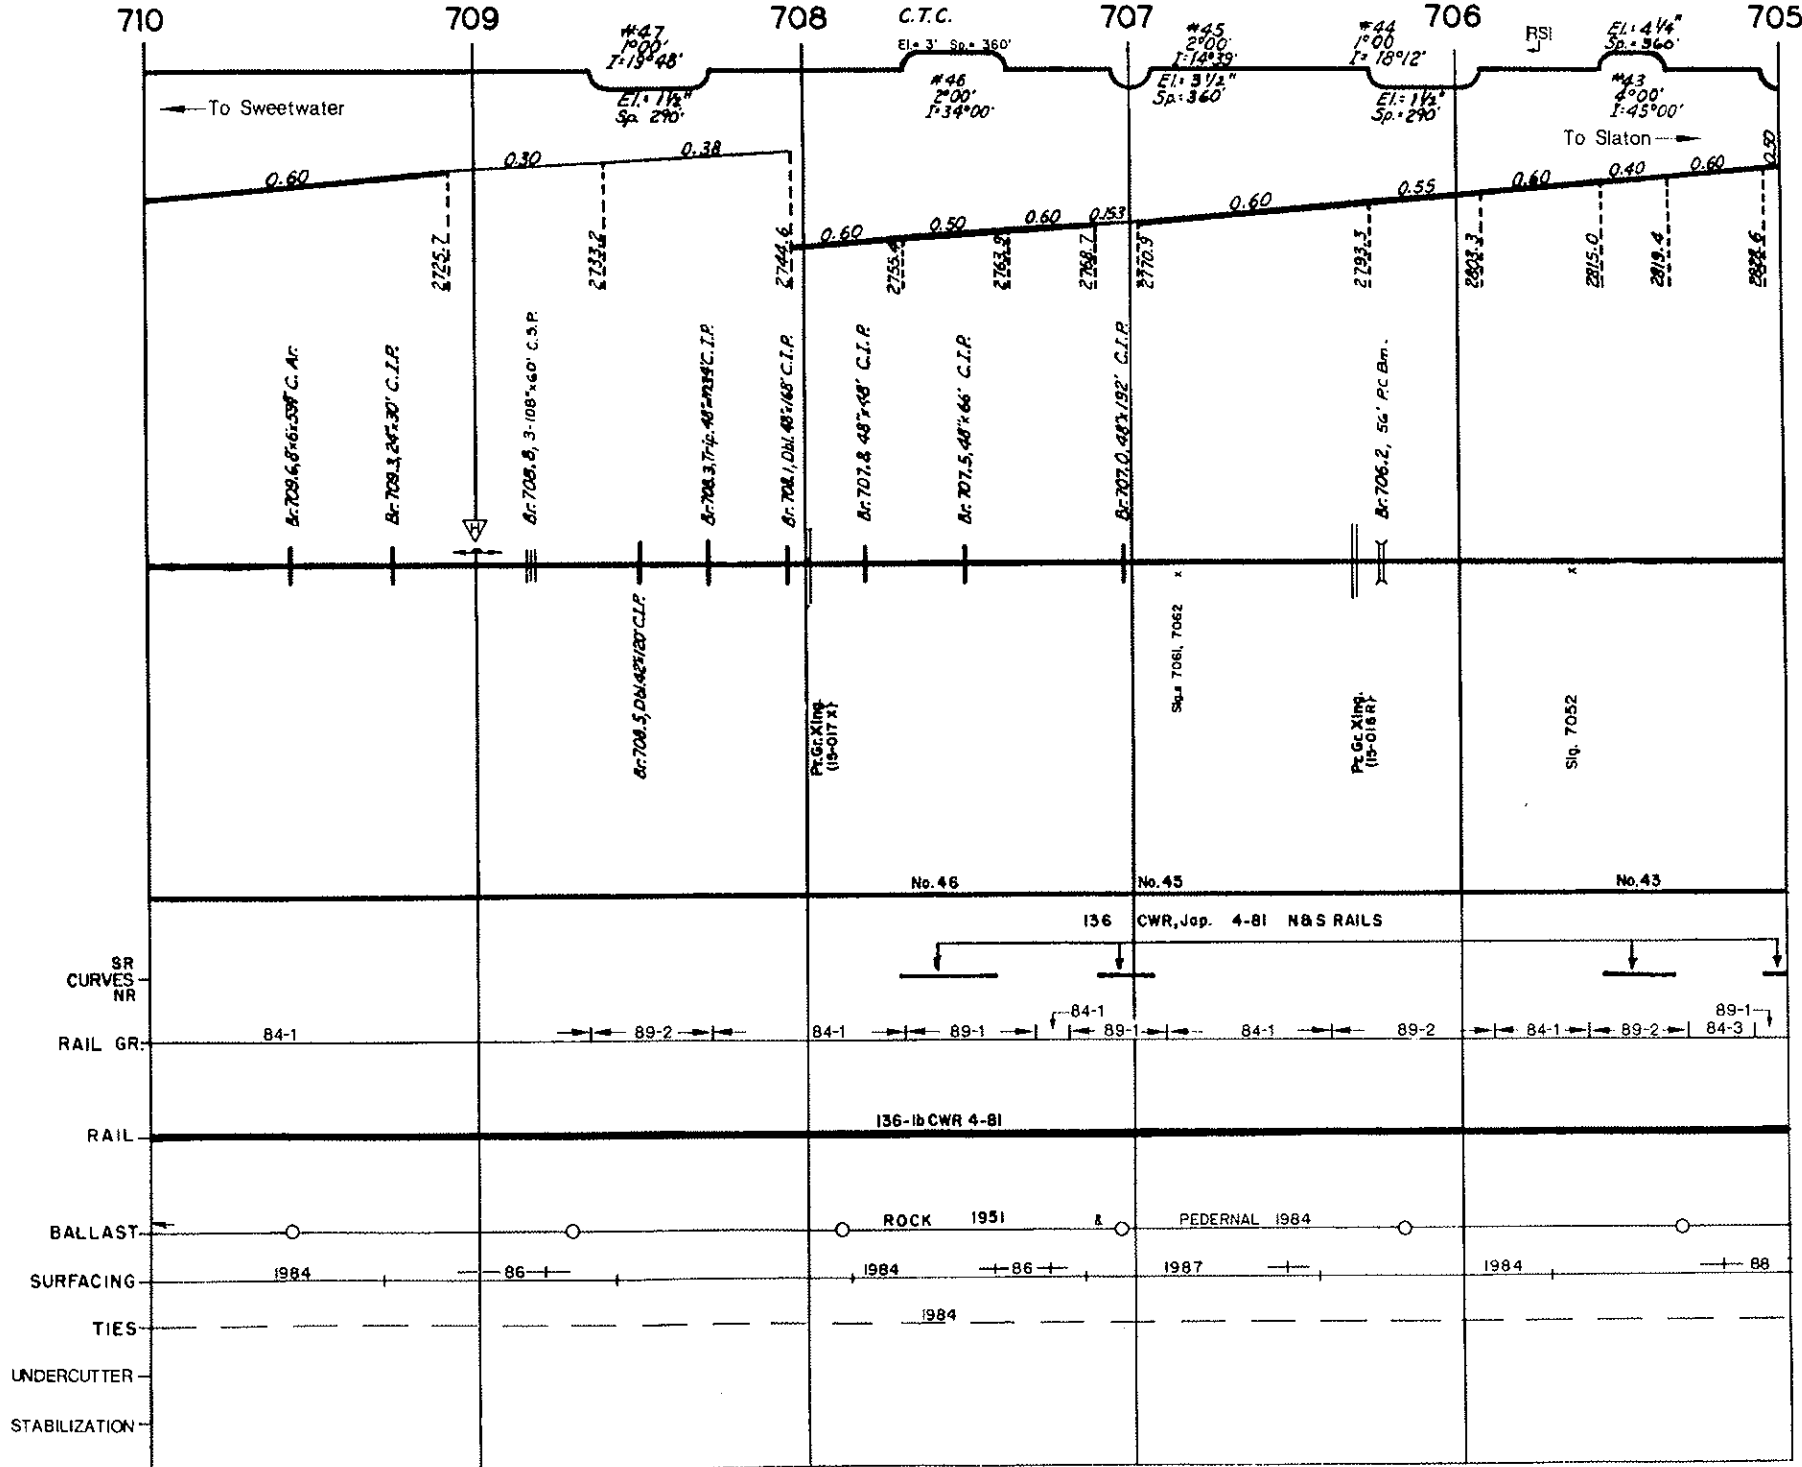 710 709 708 C.T.C. 707 706 705
#47
1°00'
I=19°48'
El.= 1½"
Sp. 290'
El.= 3' Sp.= 360'
#46
2°00'
I=34°00'
#45
2°00'
I=14°39'
El.= 3½"
Sp.=360'
#44
1°00
I=18°12'
El.=1½"
Sp.=290'
RSI
El.=4¼"
Sp.=360'
#43
4°00'
I=45°00'
To Sweetwater
To Slaton
0.60 0.30 0.38
0.60 0.50 0.60 0.153 0.60 0.55 0.60 0.40 0.60 0.50
2725.7
2733.2
2744.6
2755.4
2763.9
2768.7
2770.9
2793.3
2803.3
2815.0
2819.4
2828.6
Br. 709.6, 8'x6'x59' C. Ar.
Br. 709.3, 24"x30' C.I.P.
Br. 708.8, 3-108"x60' C.S.P.
Br. 708.3, Trip. 48" C.I.P.
Br. 708.1, Dbl. 48"x168' C.I.P.
Br. 707.8, 48"x48' C.I.P.
Br. 707.5, 48"x66' C.I.P.
Br. 707.0, 48"x192' C.I.P.
Br. 706.2, 56' P.C. Bm.
H
Br. 708.5, Dbl. 42"x120' C.I.P.
Pr. Gr. Xing.
(15-017 X)
Sigs 7061, 7062
Pr. Gr. Xing.
(15-016 R)
Sig. 7052
No. 46 No. 45 No. 43
136 CWR, Jap. 4-81 N&S RAILS
SR
CURVES
NR
RAIL GR. 84-1 89-2 84-1 89-1 84-1 89-1 84-1 89-2 84-1 89-2 84-3 89-1
RAIL 136-lb CWR 4-81
BALLAST ROCK 1951 & PEDERNAL 1984
SURFACING 1984 86 1984 86 1987 1984 88
TIES 1984
UNDERCUTTER
STABILIZATION